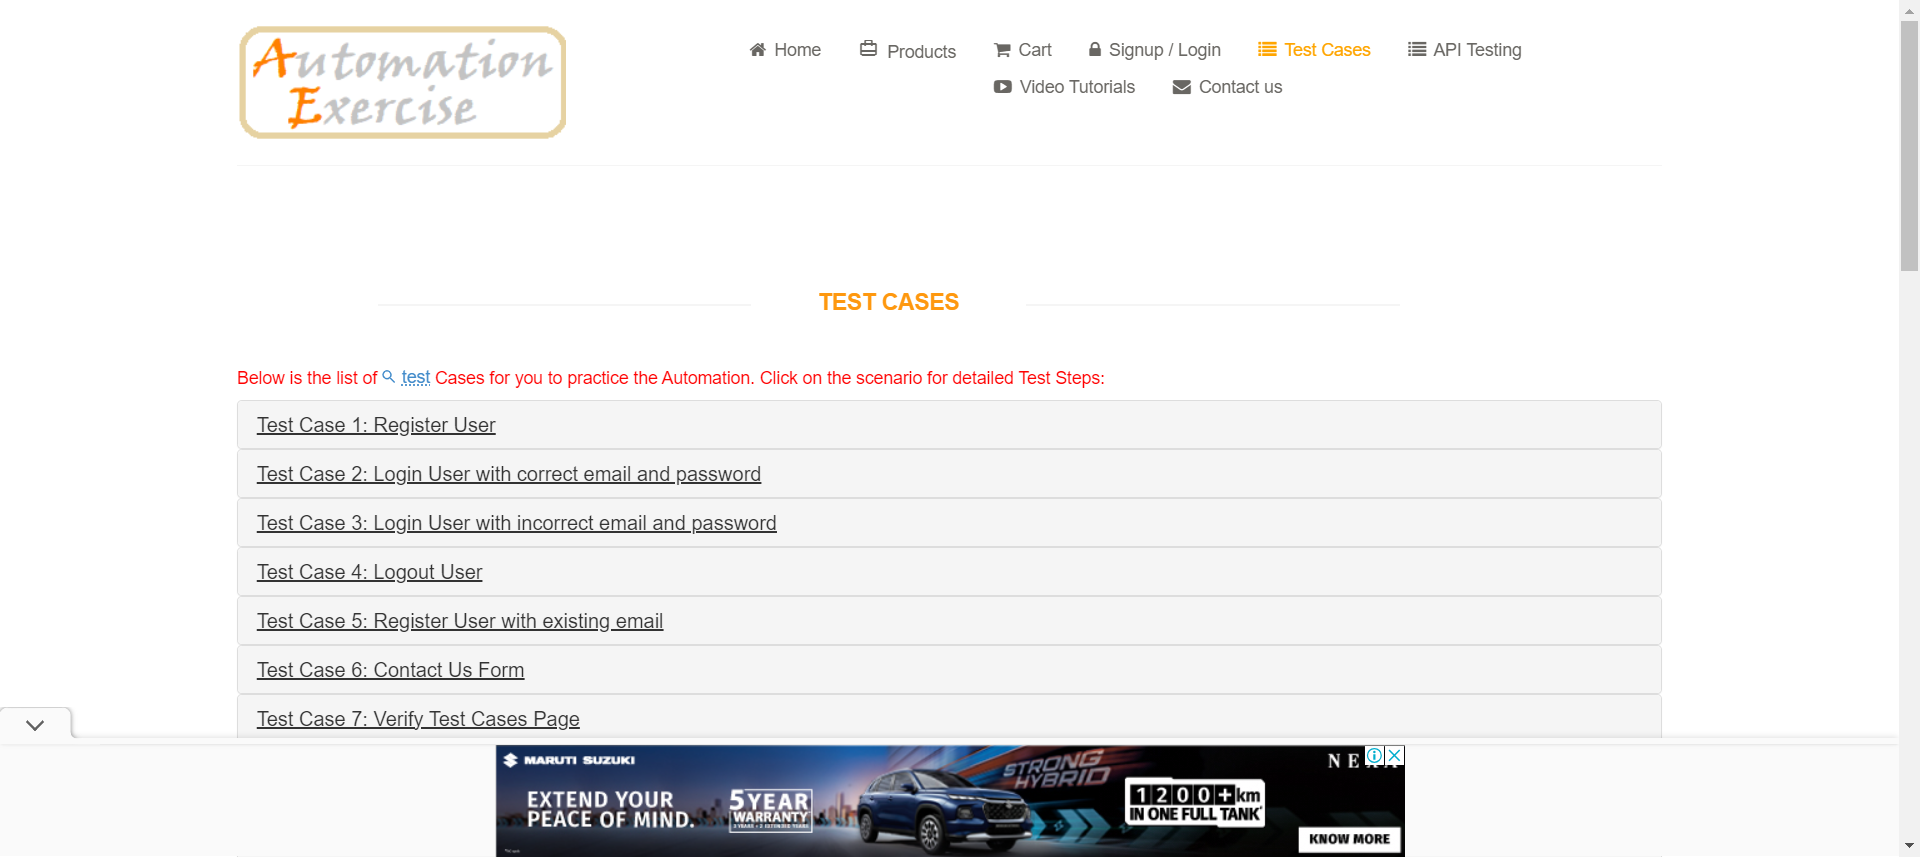 Automation
Exercise
Home
Products
Cart
Signup / Login
Test Cases
API Testing
Video Tutorials
Contact us
TEST CASES
Below is the list of test Cases for you to practice the Automation. Click on the scenario for detailed Test Steps:
Test Case 1: Register User
Test Case 2: Login User with correct email and password
Test Case 3: Login User with incorrect email and password
Test Case 4: Logout User
Test Case 5: Register User with existing email
Test Case 6: Contact Us Form
Test Case 7: Verify Test Cases Page
MARUTI SUZUKI
EXTEND YOUR
PEACE OF MIND.
5 YEAR
WARRANTY
STRONG
HYBRID
1200+km
IN ONE FULL TANK*
KNOW MORE